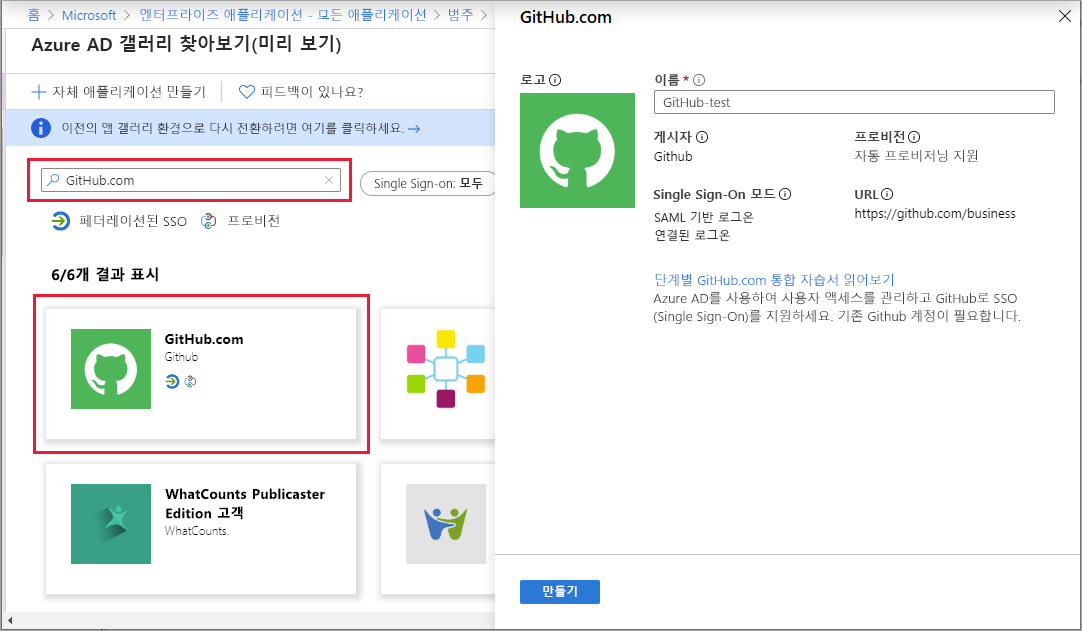 홈 > Microsoft > 엔터프라이즈 애플리케이션 - 모든 애플리케이션 > 범주 >
Azure AD 갤러리 찾아보기(미리 보기)
자체 애플리케이션 만들기 피드백이 있나요?
이전의 앱 갤러리 환경으로 다시 전환하려면 여기를 클릭하세요. →
GitHub.com
Single Sign-on: 모두
페더레이션된 SSO 프로비전
6/6개 결과 표시
GitHub.com
Github
WhatCounts Publicaster
Edition 고객
WhatCounts.
GitHub.com
로고
이름 *
GitHub-test
게시자
Github
프로비전
자동 프로비저닝 지원
Single Sign-On 모드
SAML 기반 로그온
연결된 로그온
URL
https://github.com/business
단계별 GitHub.com 통합 자습서 읽어보기
Azure AD를 사용하여 사용자 액세스를 관리하고 GitHub로 SSO
(Single Sign-On)를 지원하세요. 기존 Github 계정이 필요합니다.
만들기